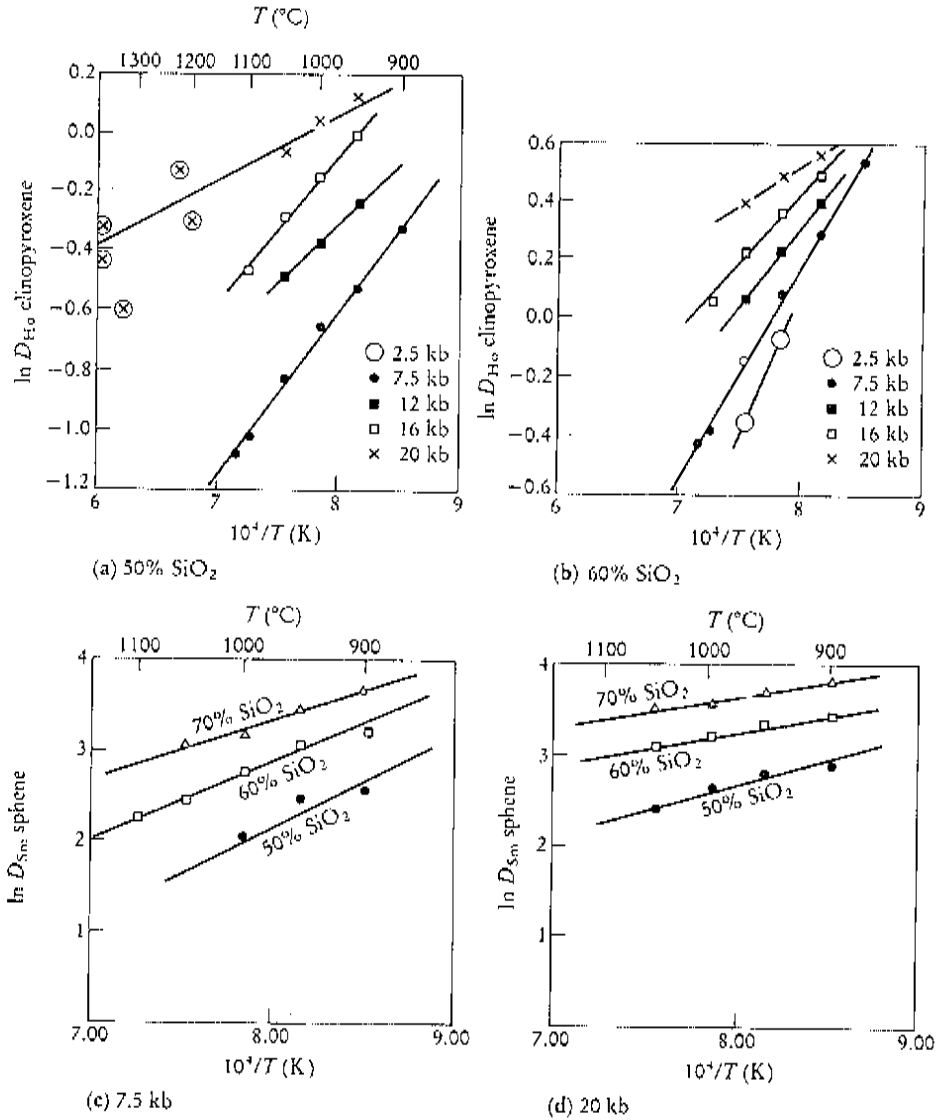 T (°C)
1300 1200 1100 1000 900
0.2
0.0
−0.2
−0.4
−0.6
−0.8
−1.0
−1.2
ln D_Ho clinopyroxene
2.5 kb
7.5 kb
12 kb
16 kb
20 kb
6 7 8 9
10⁴/T (K)
(a) 50% SiO₂
0.6
0.4
0.2
0.0
−0.2
−0.4
−0.6
ln D_Ho clinopyroxene
2.5 kb
7.5 kb
12 kb
16 kb
20 kb
6 7 8 9
10⁴/T (K)
(b) 60% SiO₂
T (°C)
1100 1000 900
4
3
2
1
ln D_Sm sphene
70% SiO₂
60% SiO₂
50% SiO₂
7.00 8.00 9.00
10⁴/T (K)
(c) 7.5 kb
T (°C)
1100 1000 900
4
3
2
1
ln D_Sm sphene
70% SiO₂
60% SiO₂
50% SiO₂
7.00 8.00 9.00
10⁴/T (K)
(d) 20 kb